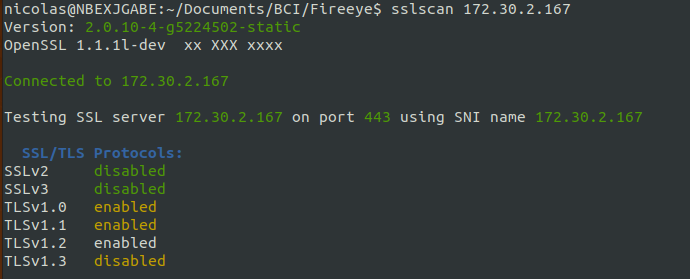 nicolas@NBEXJGABE:~/Documents/BCI/Fireeye$ sslscan 172.30.2.167
Version: 2.0.10-4-g5224502-static
OpenSSL 1.1.1l-dev  xx XXX xxxx
Connected to 172.30.2.167
Testing SSL server 172.30.2.167 on port 443 using SNI name 172.30.2.167
SSL/TLS Protocols:
SSLv2     disabled
SSLv3     disabled
TLSv1.0   enabled
TLSv1.1   enabled
TLSv1.2   enabled
TLSv1.3   disabled